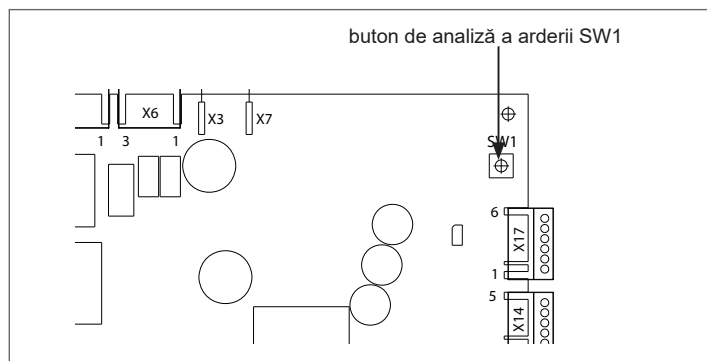 buton de analiză a arderii SW1
X6
X3
X7
1
3
1
SW1
6
X17
1
5
X14